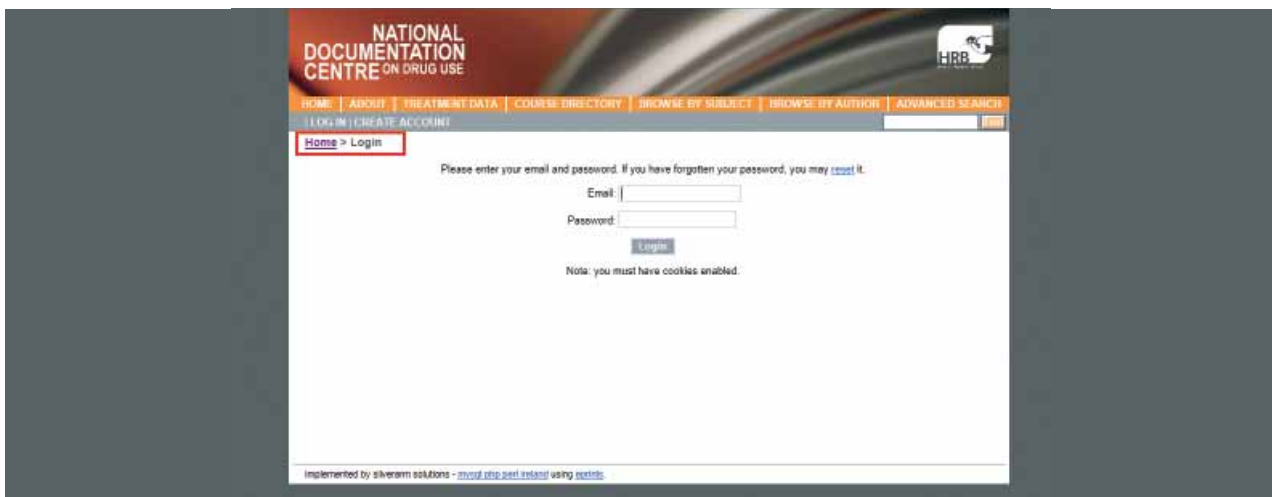 NATIONAL
DOCUMENTATION
CENTRE ON DRUG USE
HRB
HOME | ABOUT | TREATMENT DATA | COURSE DIRECTORY | BROWSE BY SUBJECT | BROWSE BY AUTHOR | ADVANCED SEARCH
| LOG IN | CREATE ACCOUNT
Home > Login
Please enter your email and password. If you have forgotten your password, you may reset it.
Email:
Password:
Login
Note: you must have cookies enabled.
Implemented by silverarm solutions - mysql php perl ireland using eprints.